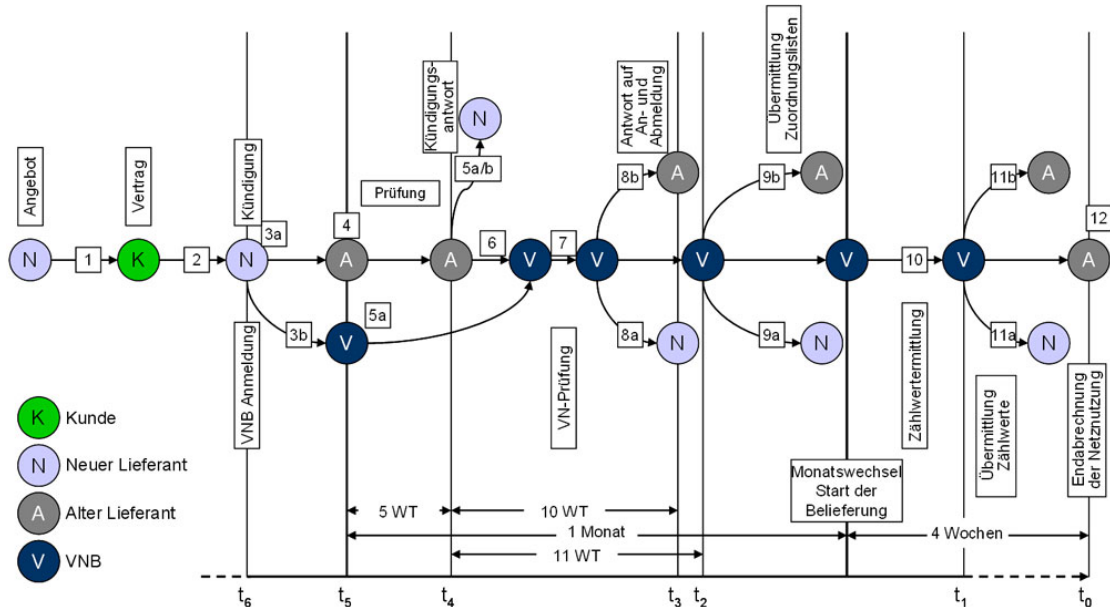 Angebot
Vertrag
Kündigung
VNB Anmeldung
Prüfung
Kündigungs-
antwort
VN-Prüfung
Antwort auf
An- und
Abmeldung
Übermittlung
Zuordnungslisten
Zählwertermittlung
Übermittlung
Zählwerte
Endabrechnung
der Netznutzung
Monatswechsel
Start der
Belieferung
N
1
K
2
N
3a
3b
4
A
V
5a
A
5a/b
N
6
V
7
V
8b
A
8a
N
V
9b
A
9a
N
V
10
V
11b
A
11a
N
12
A
K Kunde
N Neuer Lieferant
A Alter Lieferant
V VNB
5 WT
10 WT
1 Monat
4 Wochen
11 WT
t6
t5
t4
t3
t2
t1
t0